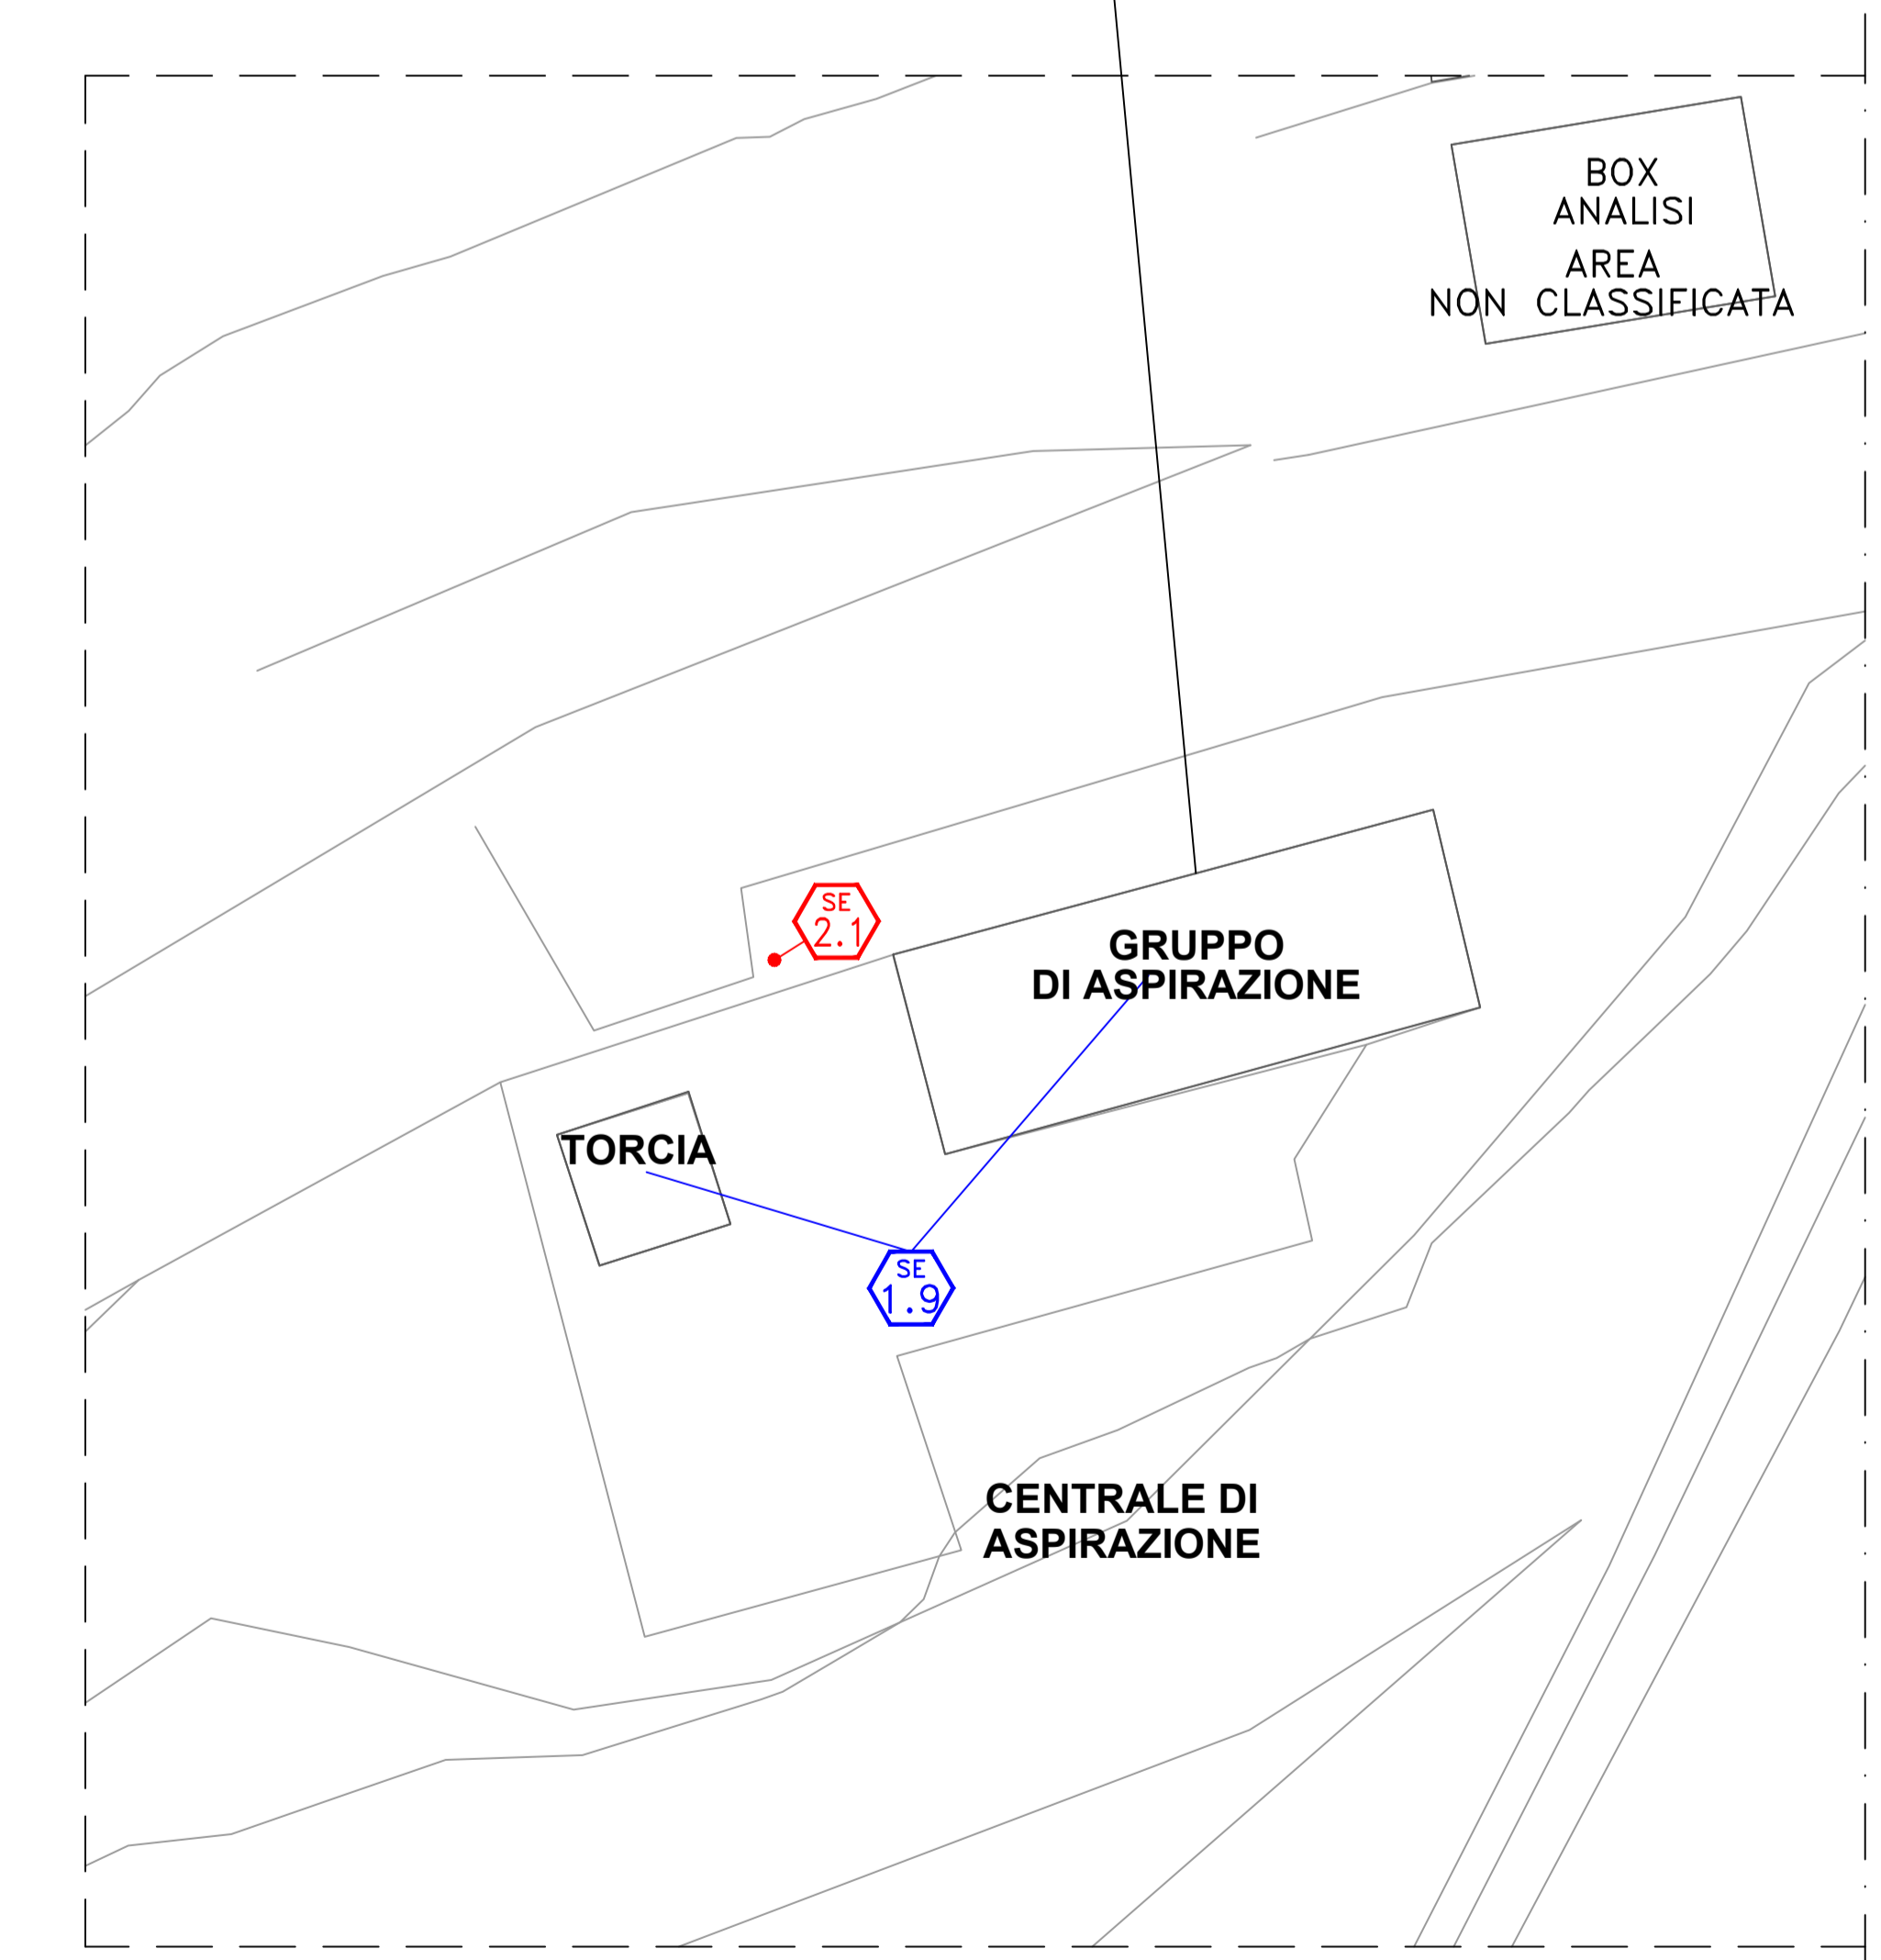 BOX
ANALISI
AREA
NON CLASSIFICATA
SE
2.1
GRUPPO
DI ASPIRAZIONE
TORCIA
SE
1.9
CENTRALE DI
ASPIRAZIONE